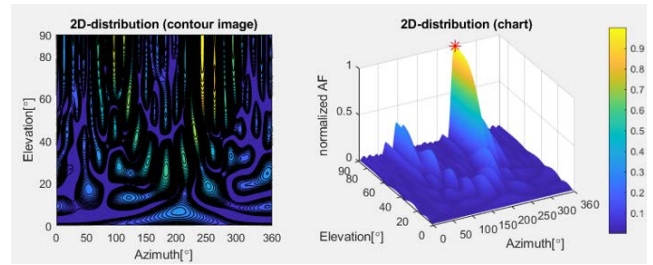 2D-distribution (contour image)
90
80
60
40
20
0
Elevation[°]
0 50 100 150 200 250 300 360
Azimuth[°]
2D-distribution (chart)
1
0.5
0
normalized AF
90
80
60
40
20
0
Elevation[°]
0 50 100 150 200 250 300 360
Azimuth[°]
0.9
0.8
0.7
0.6
0.5
0.4
0.3
0.2
0.1